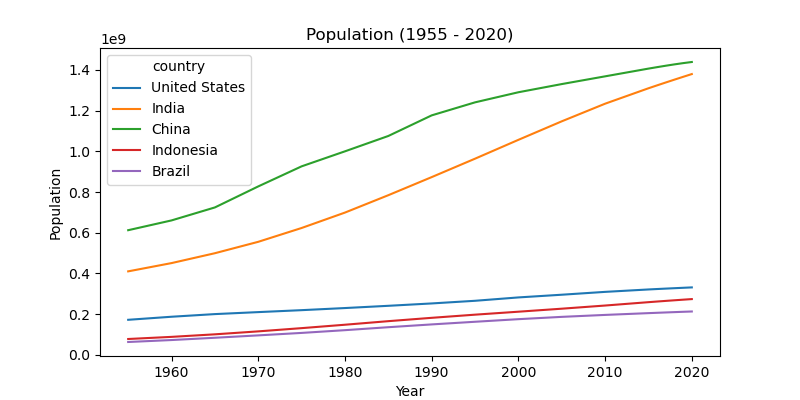 Population (1955 - 2020)
1e9
country
United States
India
China
Indonesia
Brazil
Population
1.4
1.2
1.0
0.8
0.6
0.4
0.2
0.0
1960 1970 1980 1990 2000 2010 2020
Year